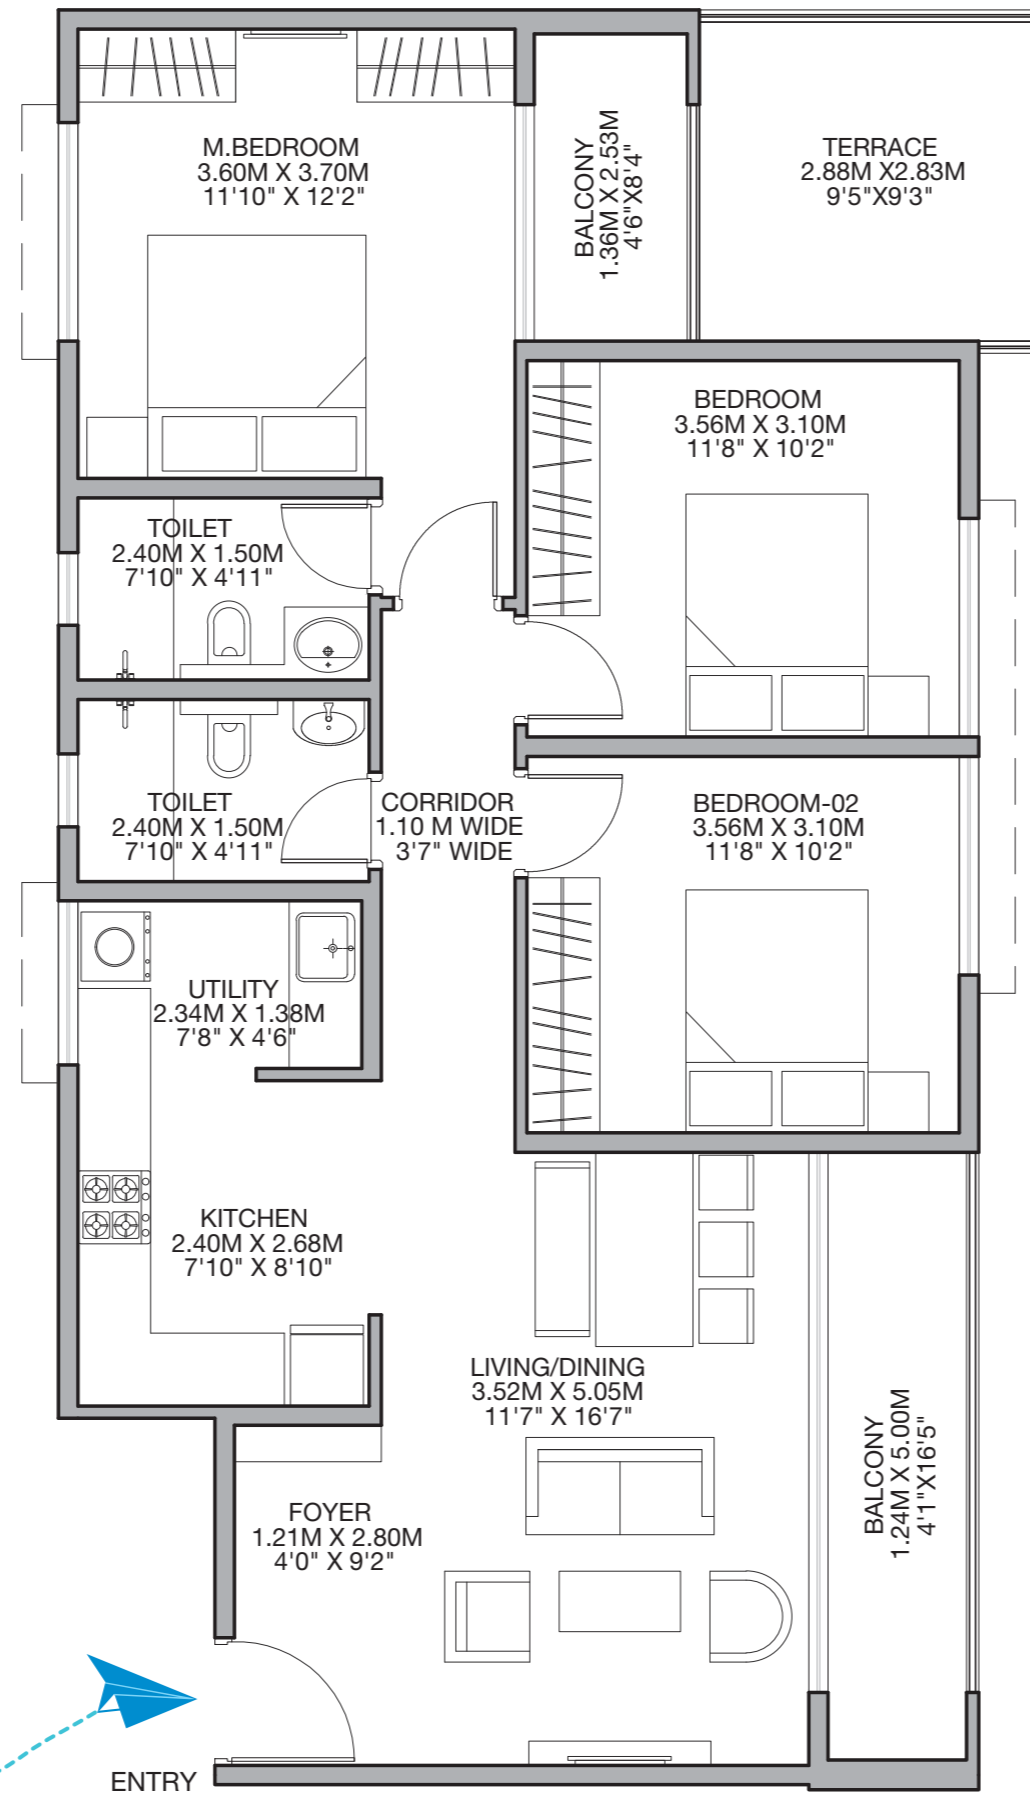 M.BEDROOM
3.60M X 3.70M
11'10" X 12'2"
BALCONY
1.36M X 2.53M
4'6"X8'4"
TERRACE
2.88M X2.83M
9'5"X9'3"
BEDROOM
3.56M X 3.10M
11'8" X 10'2"
TOILET
2.40M X 1.50M
7'10" X 4'11"
TOILET
2.40M X 1.50M
7'10" X 4'11"
CORRIDOR
1.10 M WIDE
3'7" WIDE
BEDROOM-02
3.56M X 3.10M
11'8" X 10'2"
UTILITY
2.34M X 1.38M
7'8" X 4'6"
KITCHEN
2.40M X 2.68M
7'10" X 8'10"
LIVING/DINING
3.52M X 5.05M
11'7" X 16'7"
BALCONY
1.24M X 5.00M
4'1"X16'5"
FOYER
1.21M X 2.80M
4'0" X 9'2"
ENTRY